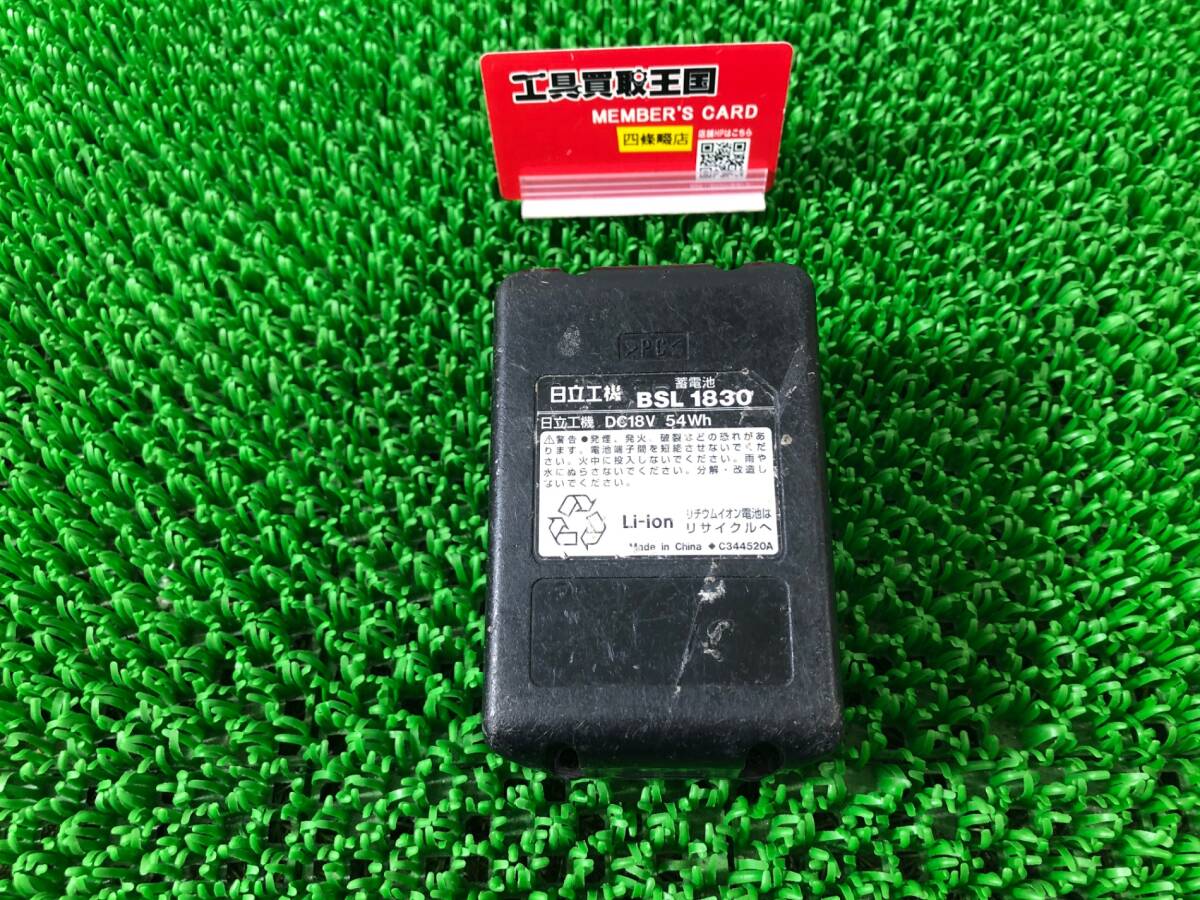 工具買取王国
MEMBER'S CARD
四條畷店
店舗HPはこちら
>PC<
蓄電池
日立工機 BSL 1830
日立工機 DC18V 54Wh
⚠警告 ●発煙、発火、破裂などの恐れがあ
ります。電池端子間を短絡させないでくだ
さい。火中に投入しないでください。雨や
水にぬらさないでください。分解・改造し
ないでください。
Li-ion
リチウムイオン電池は
リサイクルへ
Made in China ◆ C344520A